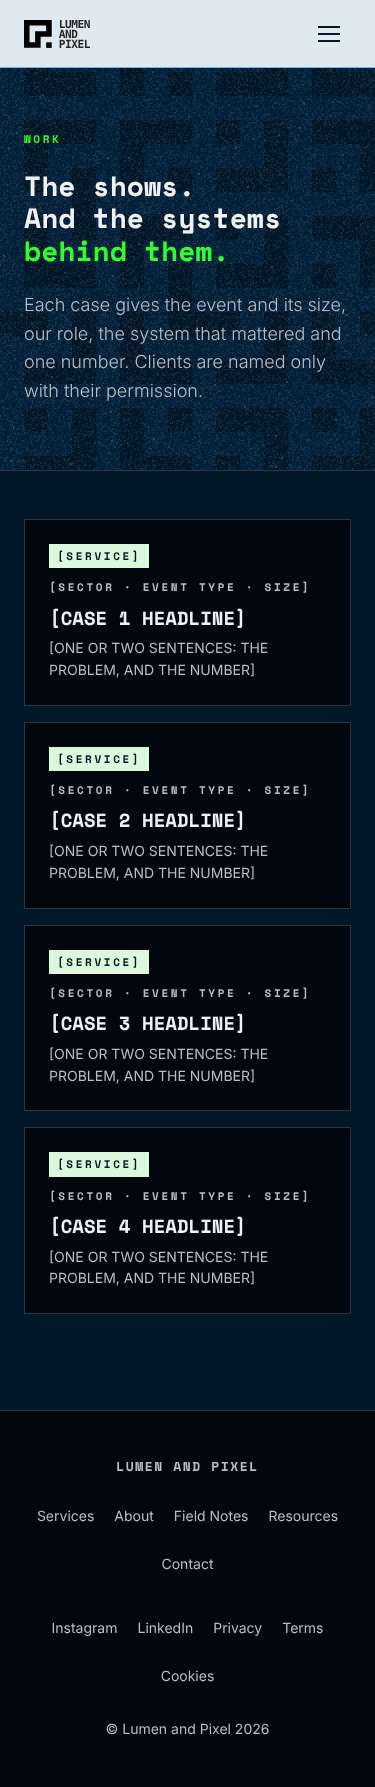 LUMEN
AND
PIXEL
WORK
The shows.
And the systems
behind them.
Each case gives the event and its size,
our role, the system that mattered and
one number. Clients are named only
with their permission.
[SERVICE]
[SECTOR · EVENT TYPE · SIZE]
[CASE 1 HEADLINE]
[ONE OR TWO SENTENCES: THE
PROBLEM, AND THE NUMBER]
[SERVICE]
[SECTOR · EVENT TYPE · SIZE]
[CASE 2 HEADLINE]
[ONE OR TWO SENTENCES: THE
PROBLEM, AND THE NUMBER]
[SERVICE]
[SECTOR · EVENT TYPE · SIZE]
[CASE 3 HEADLINE]
[ONE OR TWO SENTENCES: THE
PROBLEM, AND THE NUMBER]
[SERVICE]
[SECTOR · EVENT TYPE · SIZE]
[CASE 4 HEADLINE]
[ONE OR TWO SENTENCES: THE
PROBLEM, AND THE NUMBER]
LUMEN AND PIXEL
Services About Field Notes Resources
Contact
Instagram LinkedIn Privacy Terms
Cookies
© Lumen and Pixel 2026